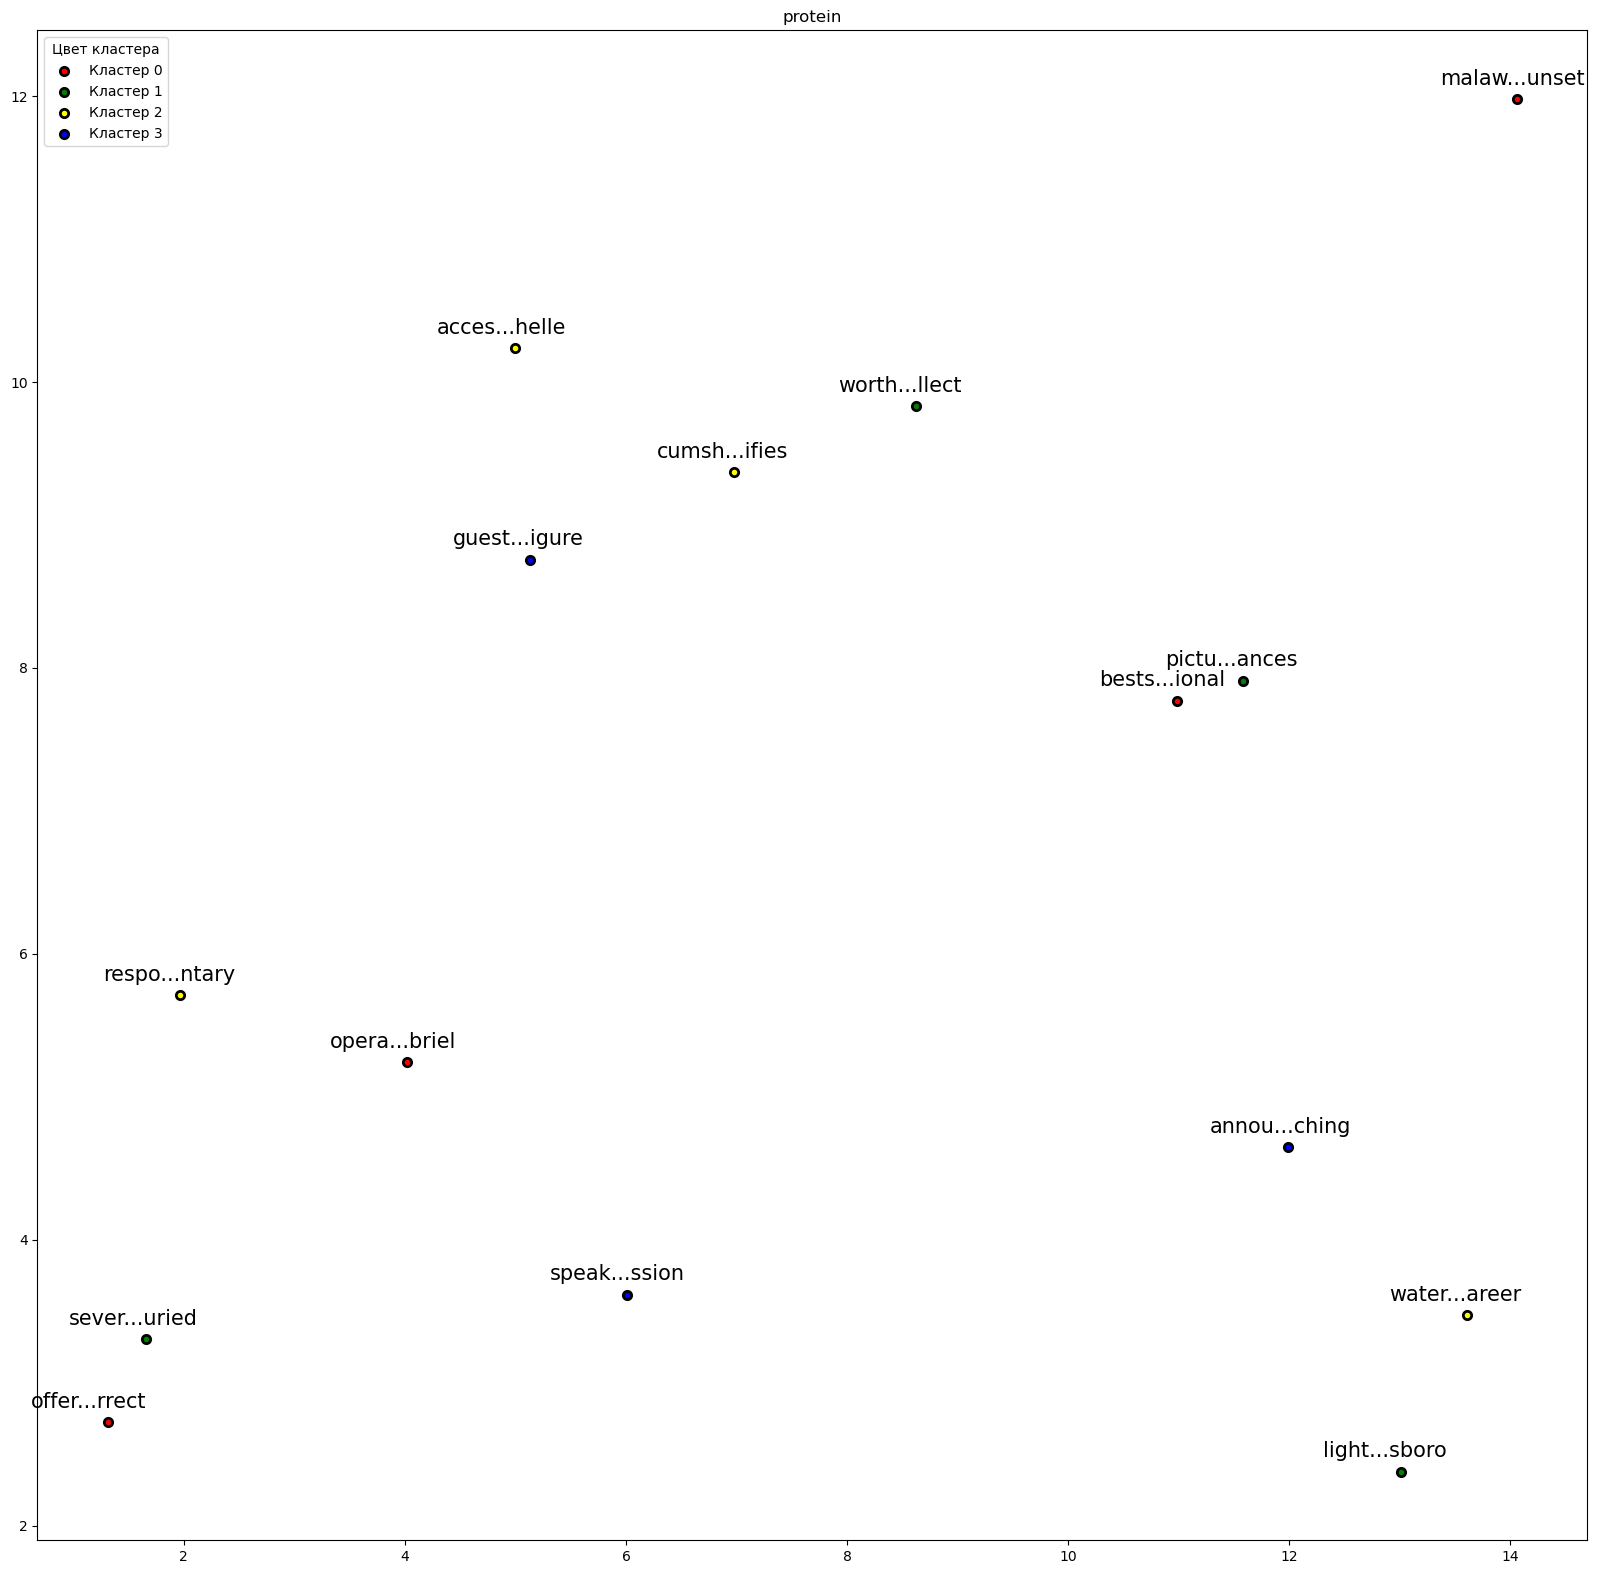 protein
Цвет кластера
Кластер 0
Кластер 1
Кластер 2
Кластер 3
malaw...unset
acces...helle
worth...llect
cumsh...ifies
guest...igure
pictu...ances
bests...ional
respo...ntary
opera...briel
annou...ching
speak...ssion
water...areer
sever...uried
offer...rrect
light...sboro
12
10
8
6
4
2
2 4 6 8 10 12 14